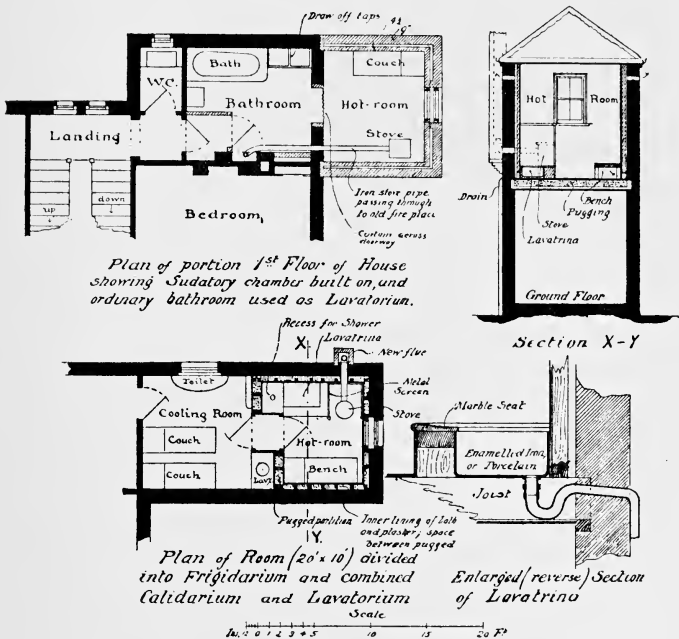 Draw off taps
4½
9"
W.C.
Bath
Couch
Bathroom
Hot-room
Landing
Stove
up
down
Bedroom
Iron stove pipe
passing through
to old fire place
Curtain across
doorway
Plan of portion 1st Floor of House
showing Sudatory chamber built on, and
ordinary bathroom used as Lavatorium.
Hot Room
Drain
Bench
Pugging
Stove
Lavatrina
Ground Floor
Section X-Y
Recess for Shower
X
Lavatrina
New flue
Toilet
Metal
Screen
Cooling Room
Stove
Couch
Hot-room
Couch
Lavy
Bench
Pugged partition
Y
Inner lining of lath
and plaster; space
between pugged
Plan of Room (20' x 10') divided
into Frigidarium and combined
Calidarium and Lavatorium
Marble Seat
Enamelled Iron,
or Porcelain
Joist
Enlarged (reverse) Section
of Lavatrina
Scale
Ins. 12 0 1 2 3 4 5 10 15 20 Ft